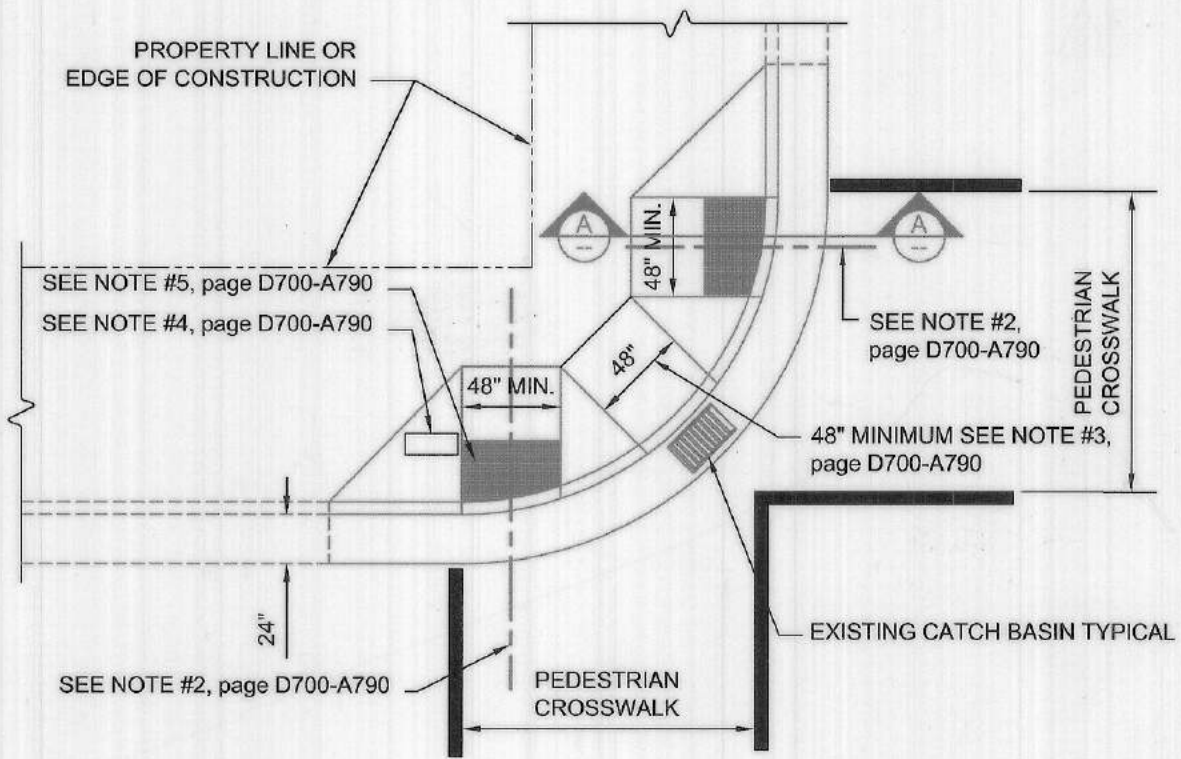 PROPERTY LINE OR
EDGE OF CONSTRUCTION
A
--
A
--
48" MIN.
SEE NOTE #5, page D700-A790
SEE NOTE #4, page D700-A790
SEE NOTE #2,
page D700-A790
PEDESTRIAN
CROSSWALK
48" MIN.
48"
48" MINIMUM SEE NOTE #3,
page D700-A790
24"
EXISTING CATCH BASIN TYPICAL
SEE NOTE #2, page D700-A790
PEDESTRIAN
CROSSWALK